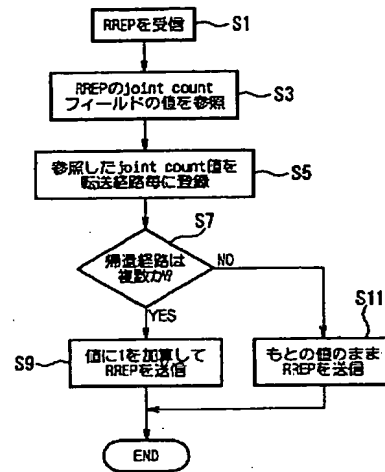 RREPを受信
S1
RREPのjoint count
フィールドの値を参照
S3
参照したjoint count値を
転送経路毎に登録
S5
S7
帰還経路は
複数か?
NO
YES
S9
値に1を加算して
RREPを送信
S11
もとの値のまま
RREPを送信
END